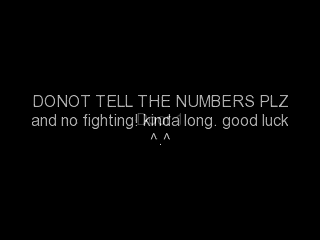 DONOT TELL THE NUMBERS PLZ
and no fighting! kinda long. good luck
^.^